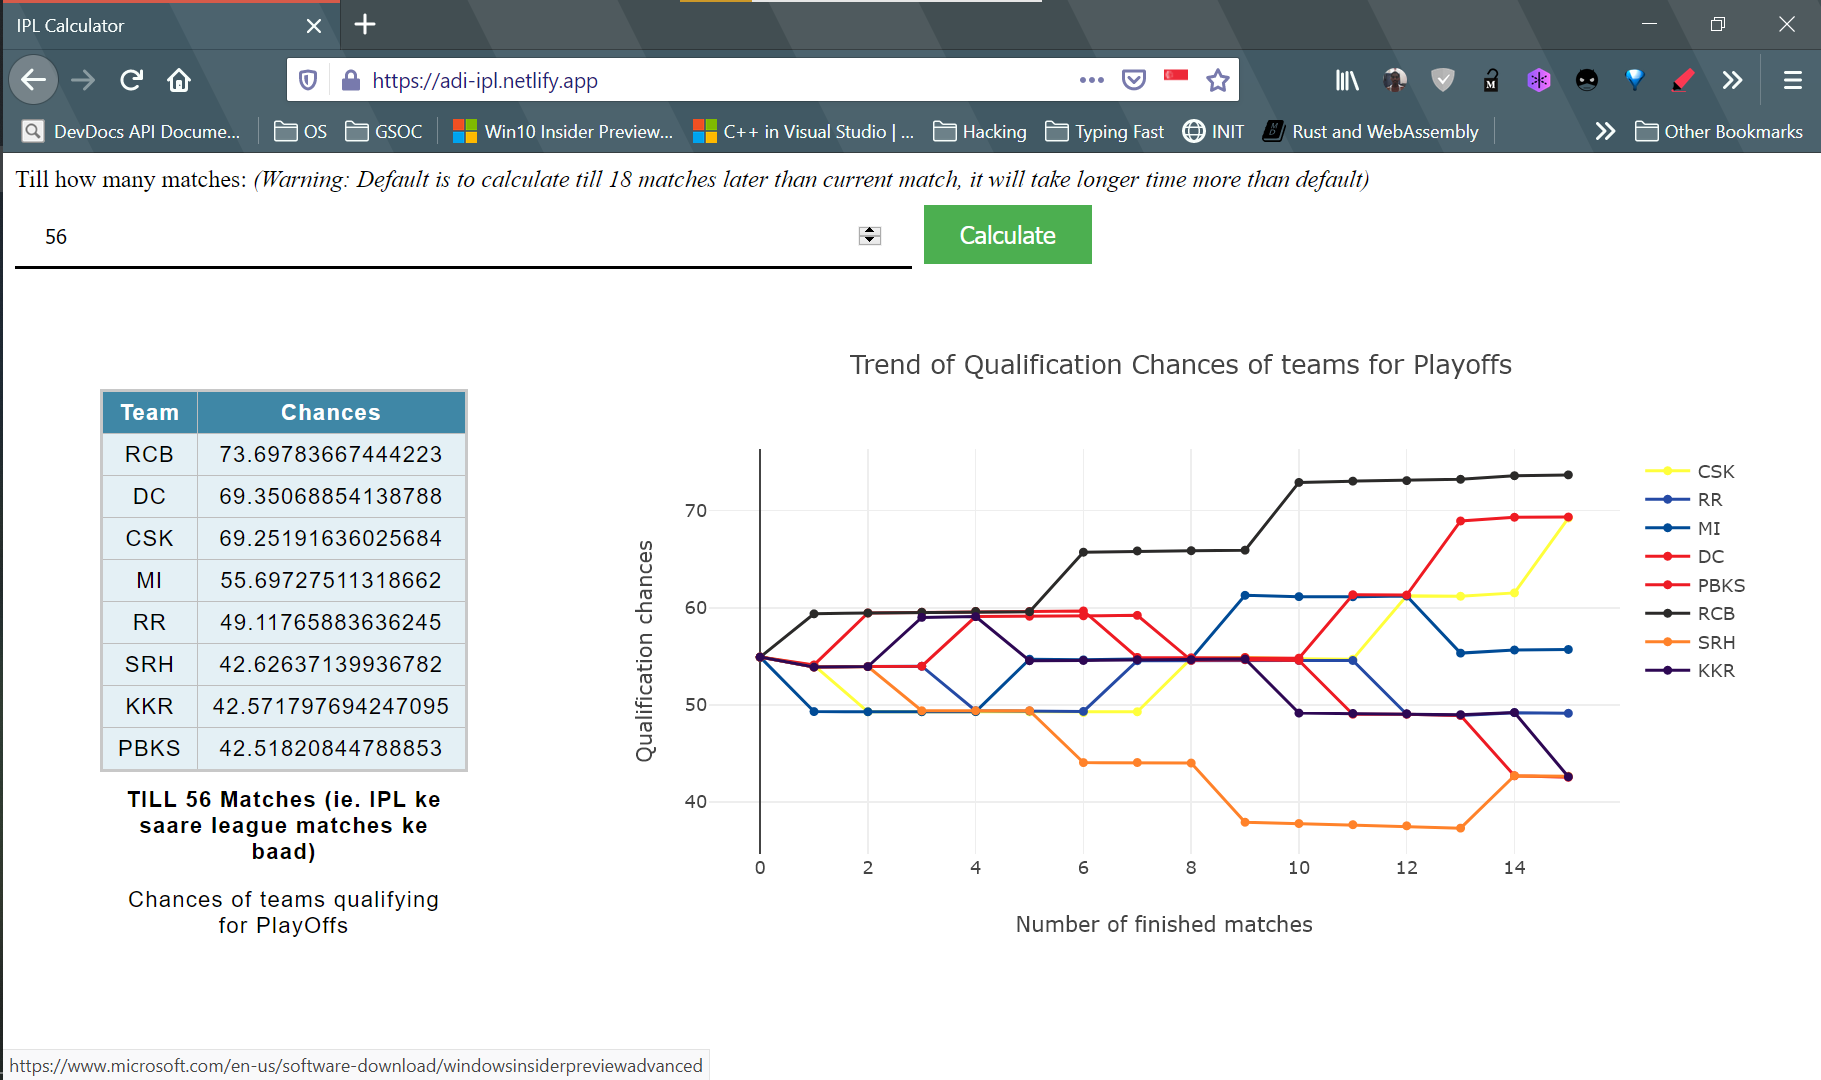 IPL Calculator
https://adi-ipl.netlify.app
DevDocs API Docume...
OS
GSOC
Win10 Insider Preview...
C++ in Visual Studio | ...
Hacking
Typing Fast
INIT
Rust and WebAssembly
Other Bookmarks
Till how many matches: (Warning: Default is to calculate till 18 matches later than current match, it will take longer time more than default)
56
Calculate
Team Chances
RCB 73.69783667444223
DC 69.35068854138788
CSK 69.25191636025684
MI 55.69727511318662
RR 49.11765883636245
SRH 42.62637139936782
KKR 42.571797694247095
PBKS 42.51820844788853
TILL 56 Matches (ie. IPL ke
saare league matches ke
baad)
Chances of teams qualifying
for PlayOffs
Trend of Qualification Chances of teams for Playoffs
Qualification chances
70
60
50
40
0 2 4 6 8 10 12 14
Number of finished matches
CSK
RR
MI
DC
PBKS
RCB
SRH
KKR
https://www.microsoft.com/en-us/software-download/windowsinsiderpreviewadvanced